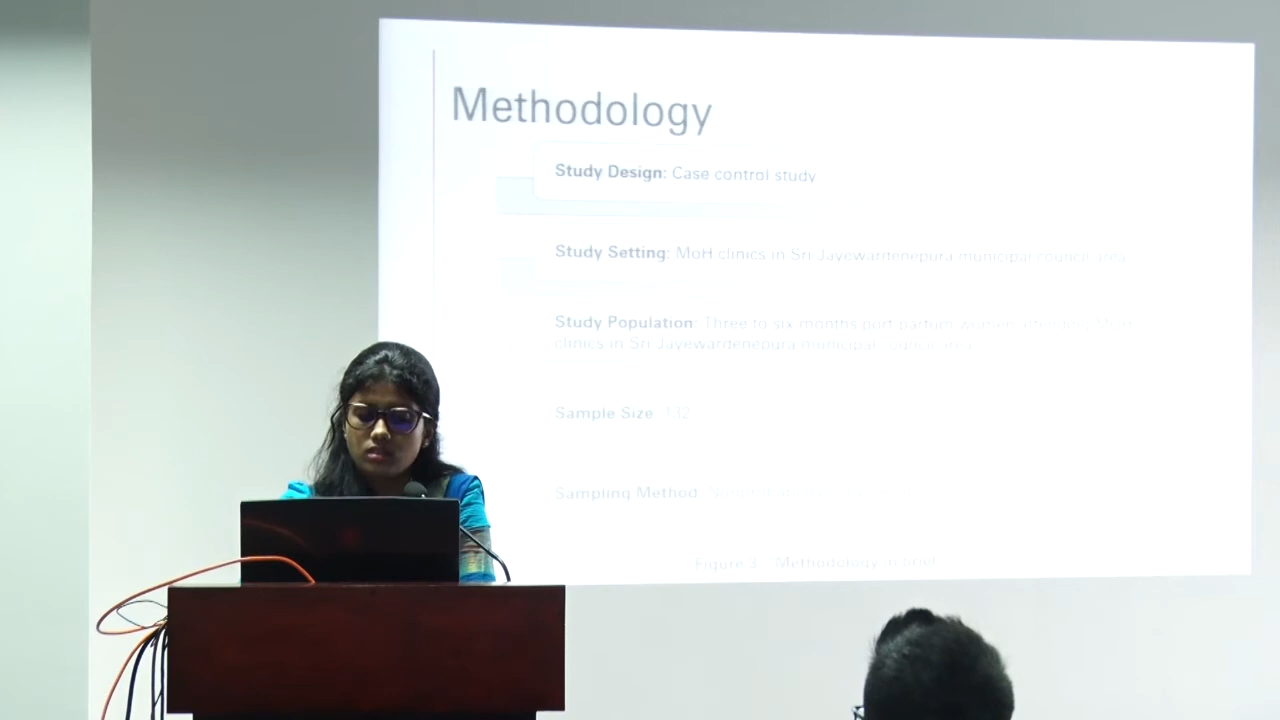 Methodology
Study Design: Case control study
Study Setting: MoH clinics in Sri Jayewardenepura municipal council area
Study Population: Three to six months port partum women attending MoH
clinics in Sri Jayewardenepura municipal council area
Sample Size: 132
Sampling Method:
Figure 3 Methodology in brief